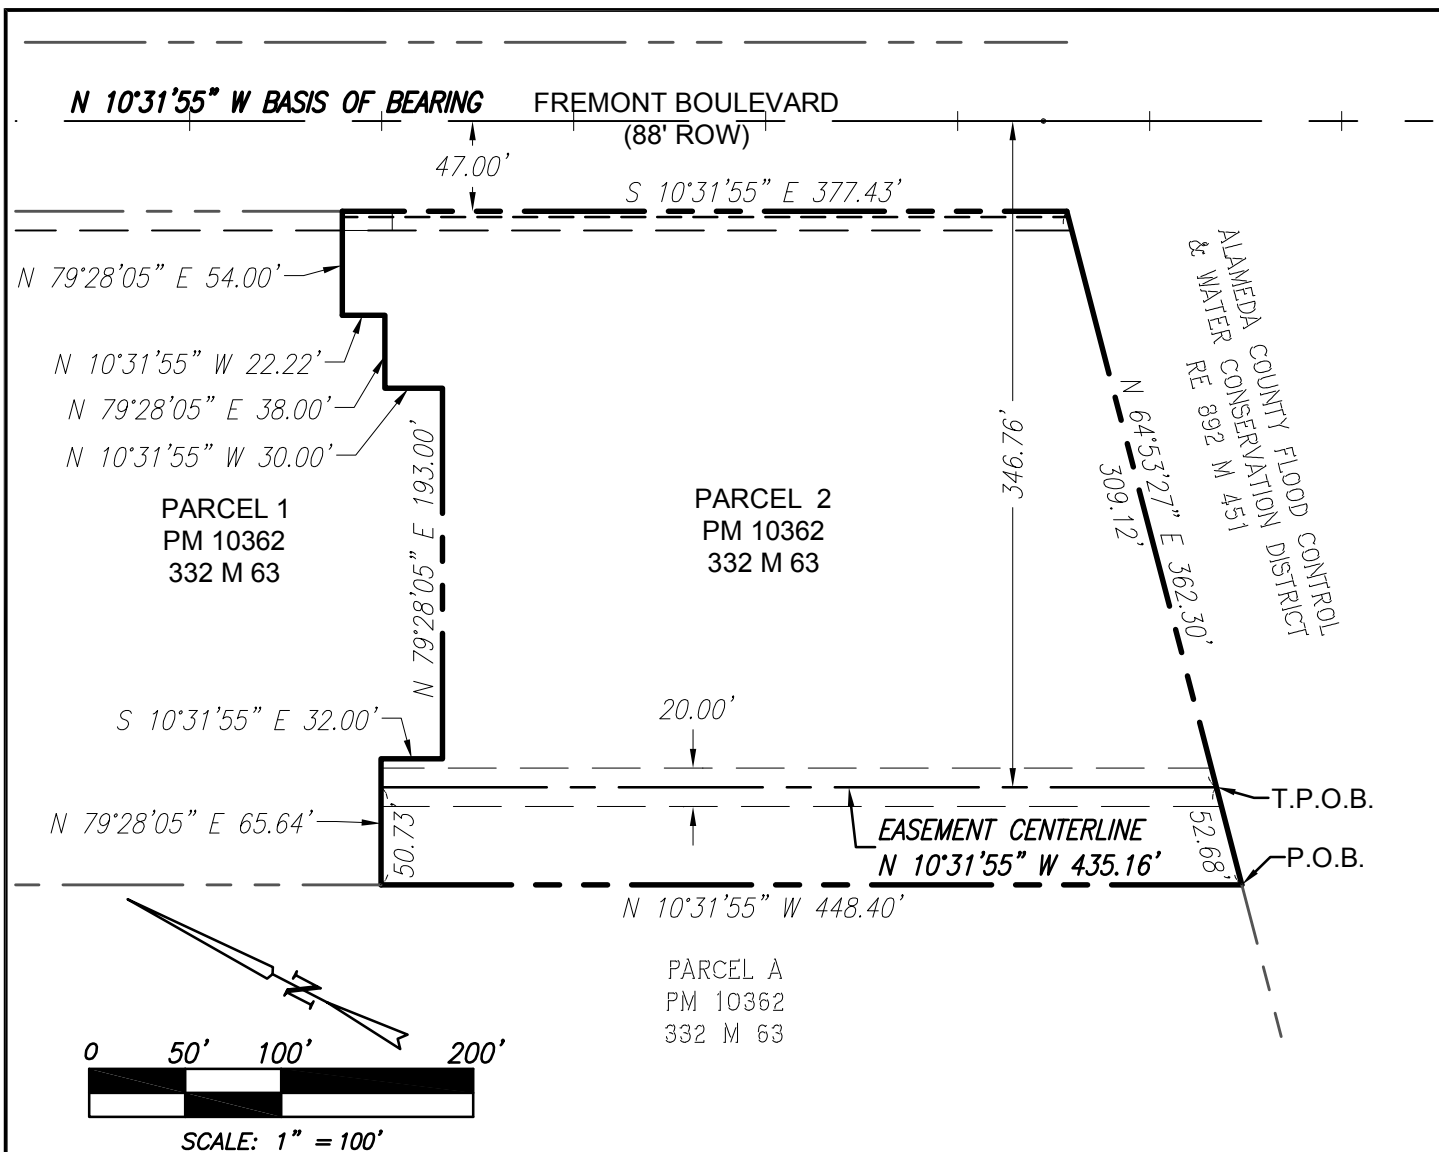 N 10°31'55" W BASIS OF BEARING
FREMONT BOULEVARD
(88' ROW)
47.00'
S 10°31'55" E 377.43'
N 79°28'05" E 54.00'
N 10°31'55" W 22.22'
N 79°28'05" E 38.00'
N 10°31'55" W 30.00'
N 79°28'05" E 193.00'
PARCEL 1
PM 10362
332 M 63
PARCEL 2
PM 10362
332 M 63
346.76'
N 64°53'27" E 362.30'
309.12'
ALAMEDA COUNTY FLOOD CONTROL
& WATER CONSERVATION DISTRICT
RE 892 M 451
S 10°31'55" E 32.00'
20.00'
N 79°28'05" E 65.64'
50.73'
EASEMENT CENTERLINE
N 10°31'55" W 435.16'
52.68'
T.P.O.B.
P.O.B.
N 10°31'55" W 448.40'
PARCEL A
PM 10362
332 M 63
N
0 50' 100' 200'
SCALE: 1" = 100'